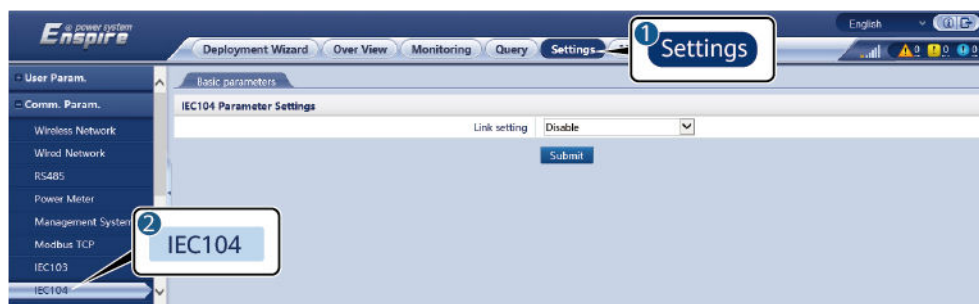 Enspire
e power system
English
Deployment Wizard
Over View
Monitoring
Query
Settings
1
Settings
User Param.
Comm. Param.
Wireless Network
Wired Network
RS485
Power Meter
Management System
Modbus TCP
IEC103
IEC104
2
IEC104
Basic parameters
IEC104 Parameter Settings
Link setting
Disable
Submit